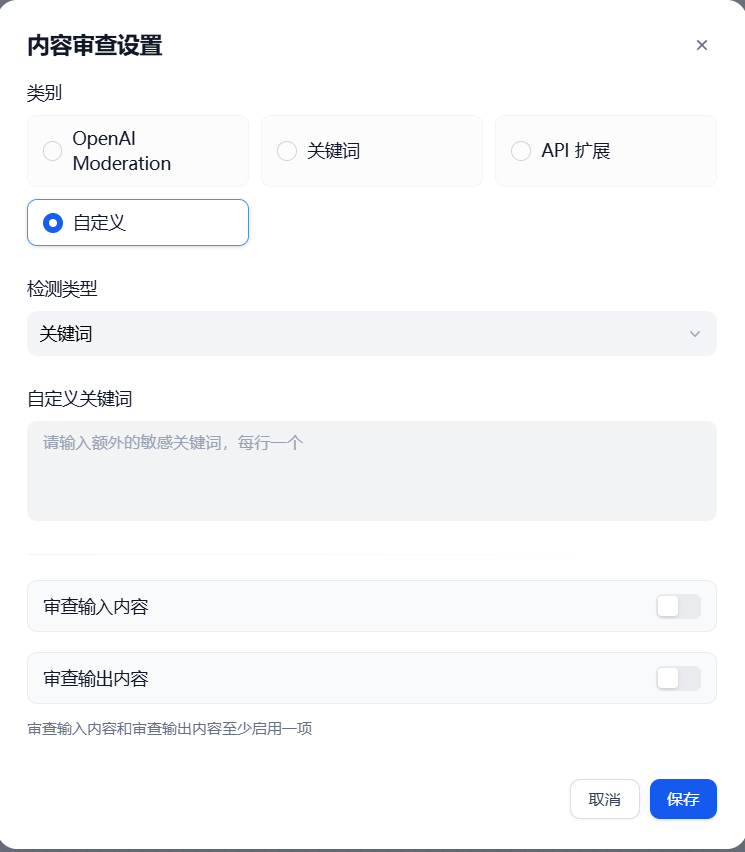 内容审查设置
类别
OpenAI
Moderation
关键词
API 扩展
自定义
检测类型
关键词
自定义关键词
请输入额外的敏感关键词，每行一个
审查输入内容
审查输出内容
审查输入内容和审查输出内容至少启用一项
取消
保存